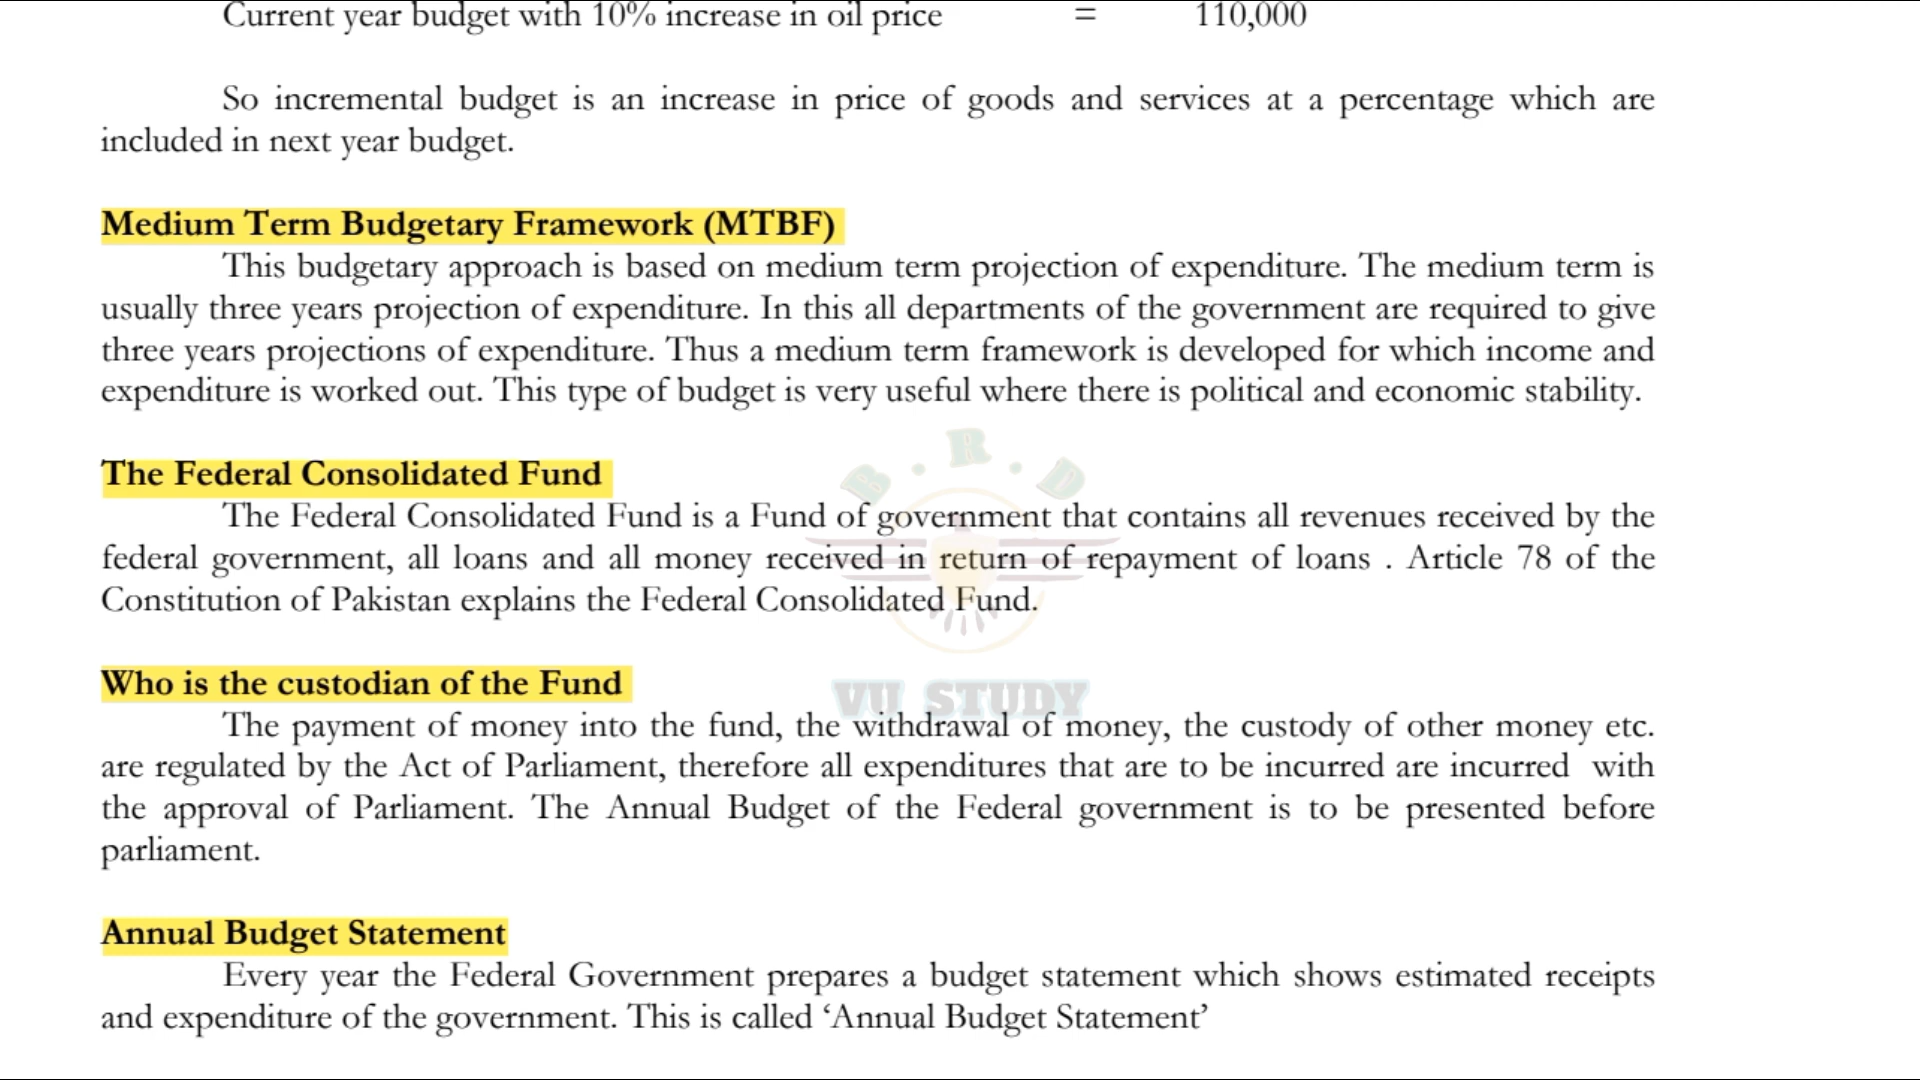 Current year budget with 10% increase in oil price = 110,000
So incremental budget is an increase in price of goods and services at a percentage which are
included in next year budget.
Medium Term Budgetary Framework (MTBF)
This budgetary approach is based on medium term projection of expenditure. The medium term is
usually three years projection of expenditure. In this all departments of the government are required to give
three years projections of expenditure. Thus a medium term framework is developed for which income and
expenditure is worked out. This type of budget is very useful where there is political and economic stability.
B . R . D
The Federal Consolidated Fund
The Federal Consolidated Fund is a Fund of government that contains all revenues received by the
federal government, all loans and all money received in return of repayment of loans . Article 78 of the
Constitution of Pakistan explains the Federal Consolidated Fund.
Who is the custodian of the Fund
VU STUDY
The payment of money into the fund, the withdrawal of money, the custody of other money etc.
are regulated by the Act of Parliament, therefore all expenditures that are to be incurred are incurred with
the approval of Parliament. The Annual Budget of the Federal government is to be presented before
parliament.
Annual Budget Statement
Every year the Federal Government prepares a budget statement which shows estimated receipts
and expenditure of the government. This is called ‘Annual Budget Statement’